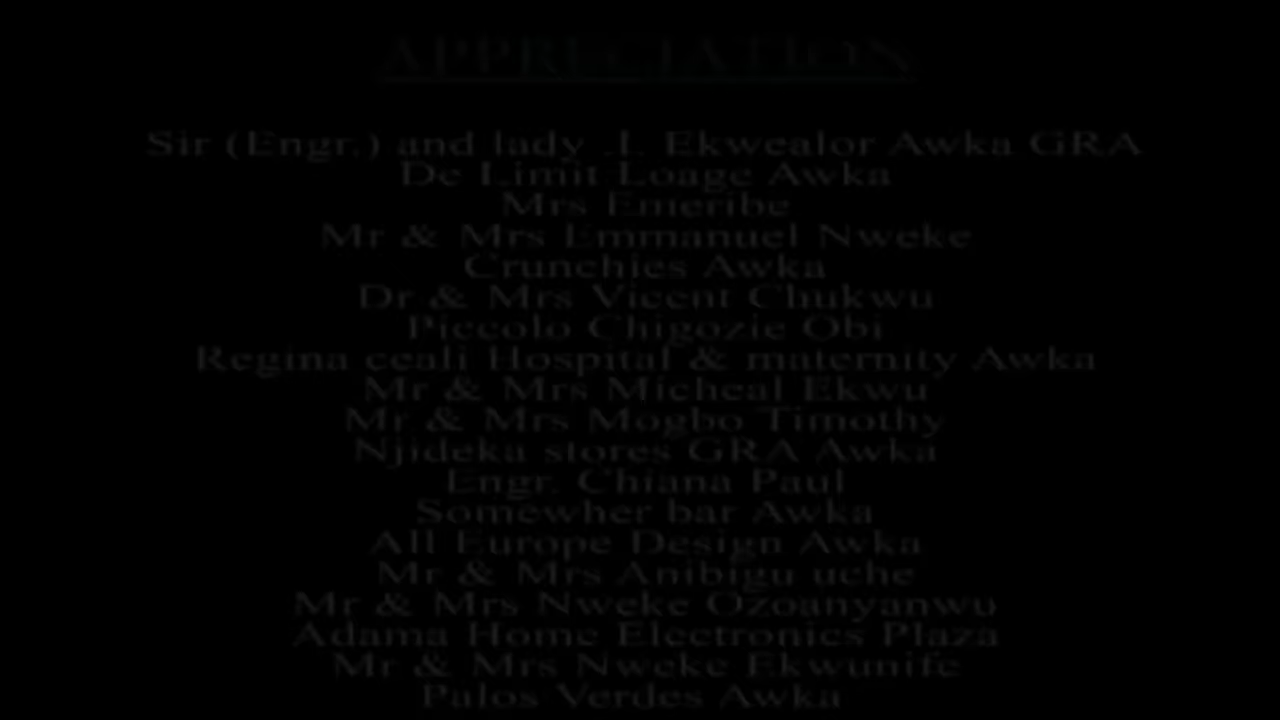 APPRECIATION
Sir (Engr.) and lady .I. Ekwealor Awka GRA
De Limit Loage Awka
Mrs Emeribe
Mr & Mrs Emmanuel Nweke
Crunchies Awka
Dr & Mrs Vicent Chukwu
Piccolo Chigozie Obi
Regina ceali Hospital & maternity Awka
Mr & Mrs Micheal Ekwu
Mr & Mrs Mogbo Timothy
Njideka stores GRA Awka
Engr. Chiana Paul
Somewher bar Awka
All Europe Design Awka
Mr & Mrs Anibigu uche
Mr & Mrs Nweke Ozoanyanwu
Adama Home Electronics Plaza
Mr & Mrs Nweke Ekwunife
Palos Verdes Awka